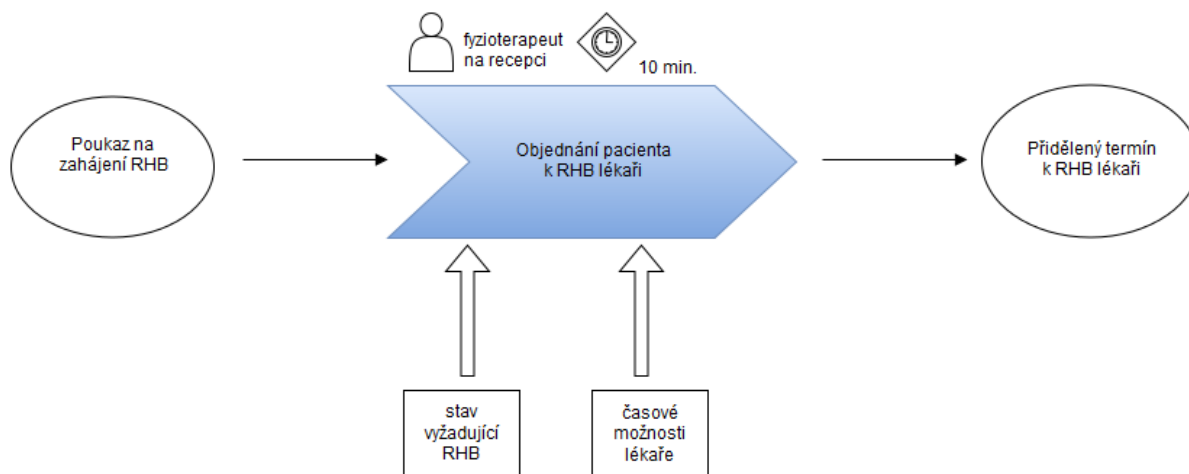 fyzioterapeut
na recepci
10 min.
Poukaz na
zahájení RHB
Objednání pacienta
k RHB lékaři
Přidělený termín
k RHB lékaři
stav
vyžadující
RHB
časové
možnosti
lékaře